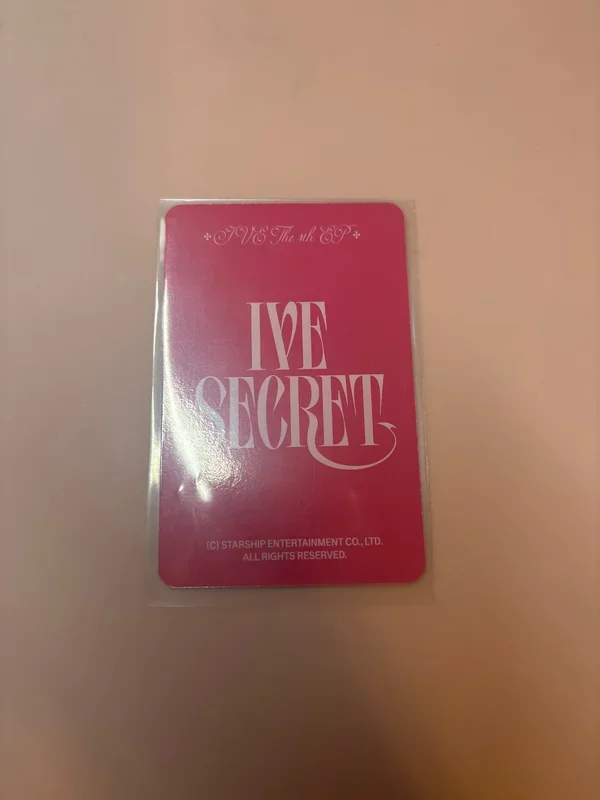 IVE The 4th EP
IVE
SECRET
(C) STARSHIP ENTERTAINMENT CO., LTD.
ALL RIGHTS RESERVED.